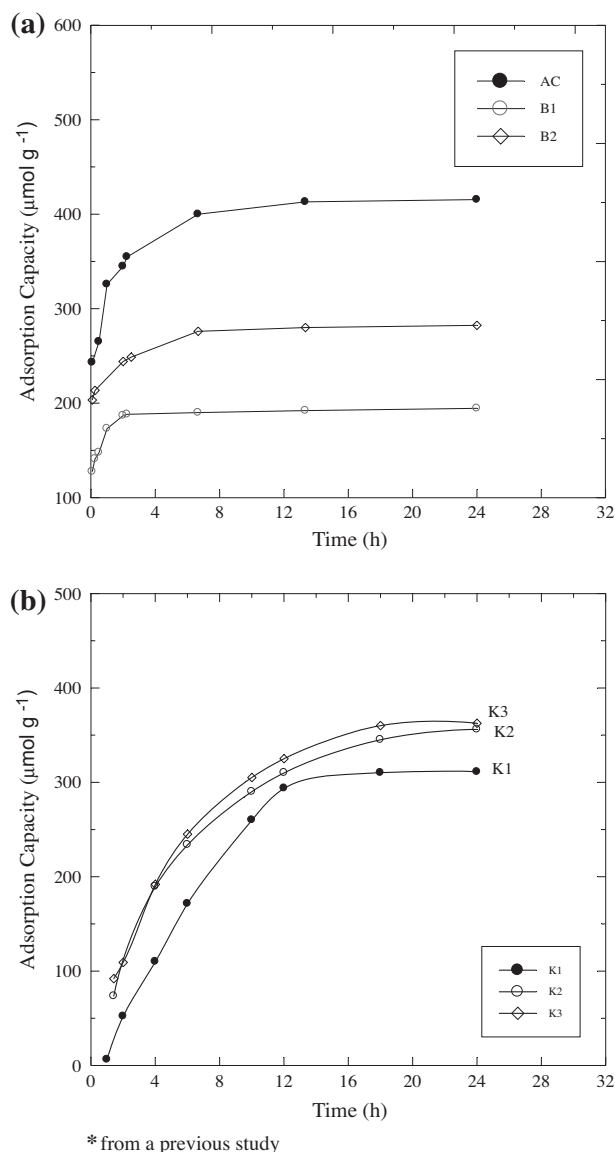 (a)
600
500
400
300
200
100
Adsorption Capacity (μmol g -1)
AC
B1
B2
0 4 8 12 16 20 24 28 32
Time (h)
(b)
500
400
300
200
100
0
Adsorption Capacity (μmol g -1)
K3
K2
K1
K1
K2
K3
0 4 8 12 16 20 24 28 32
Time (h)
* from a previous study